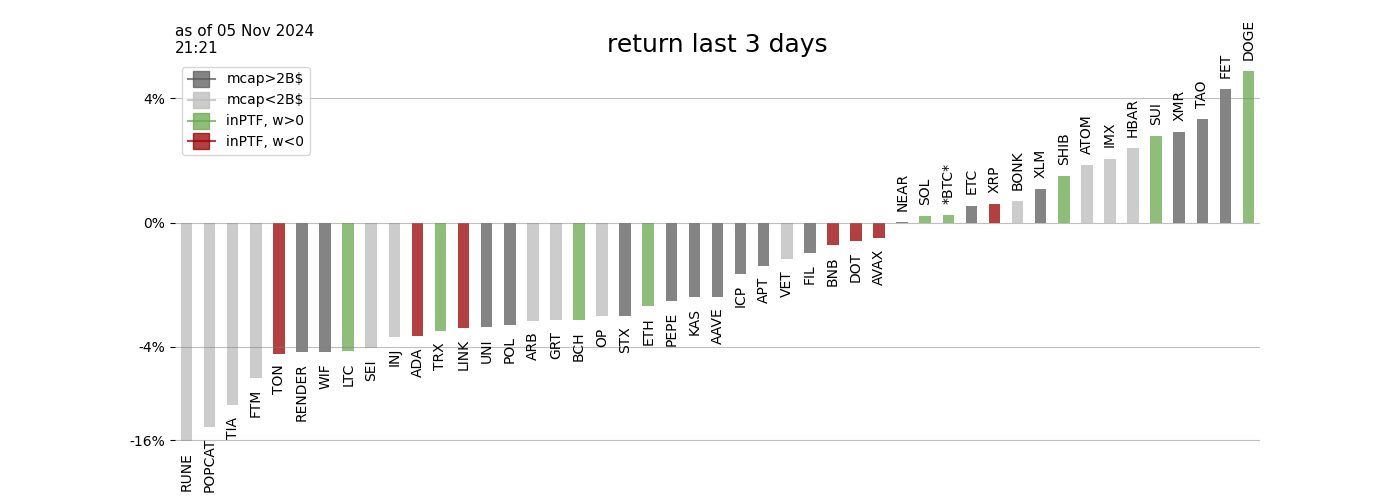 as of 05 Nov 2024
21:21
return last 3 days
mcap>2B$
mcap<2B$
inPTF, w>0
inPTF, w<0
4%
0%
-4%
-16%
RUNE
POPCAT
TIA
FTM
TON
RENDER
WIF
LTC
SEI
INJ
ADA
TRX
LINK
UNI
POL
ARB
GRT
BCH
OP
STX
ETH
PEPE
KAS
AAVE
ICP
APT
VET
FIL
BNB
DOT
AVAX
NEAR
SOL
*BTC*
ETC
XRP
BONK
XLM
SHIB
ATOM
IMX
HBAR
SUI
XMR
TAO
FET
DOGE